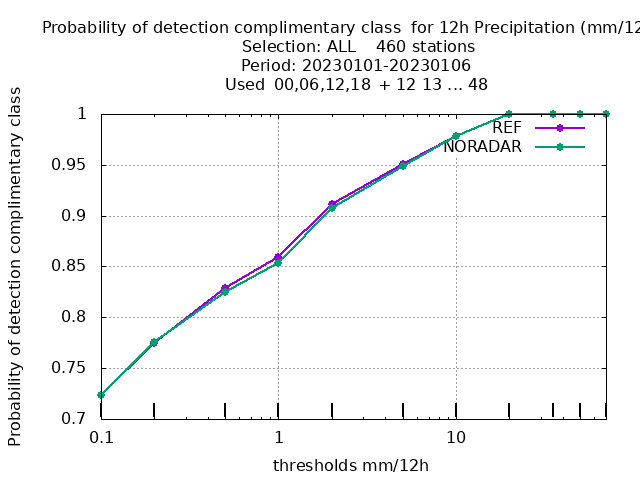 Probability of detection complimentary class  for 12h Precipitation (mm/12
Selection: ALL    460 stations
Period: 20230101-20230106
Used  00,06,12,18  + 12 13 ... 48
Probability of detection complimentary class
1
0.95
0.9
0.85
0.8
0.75
0.7
REF
NORADAR
0.1 1 10
thresholds mm/12h